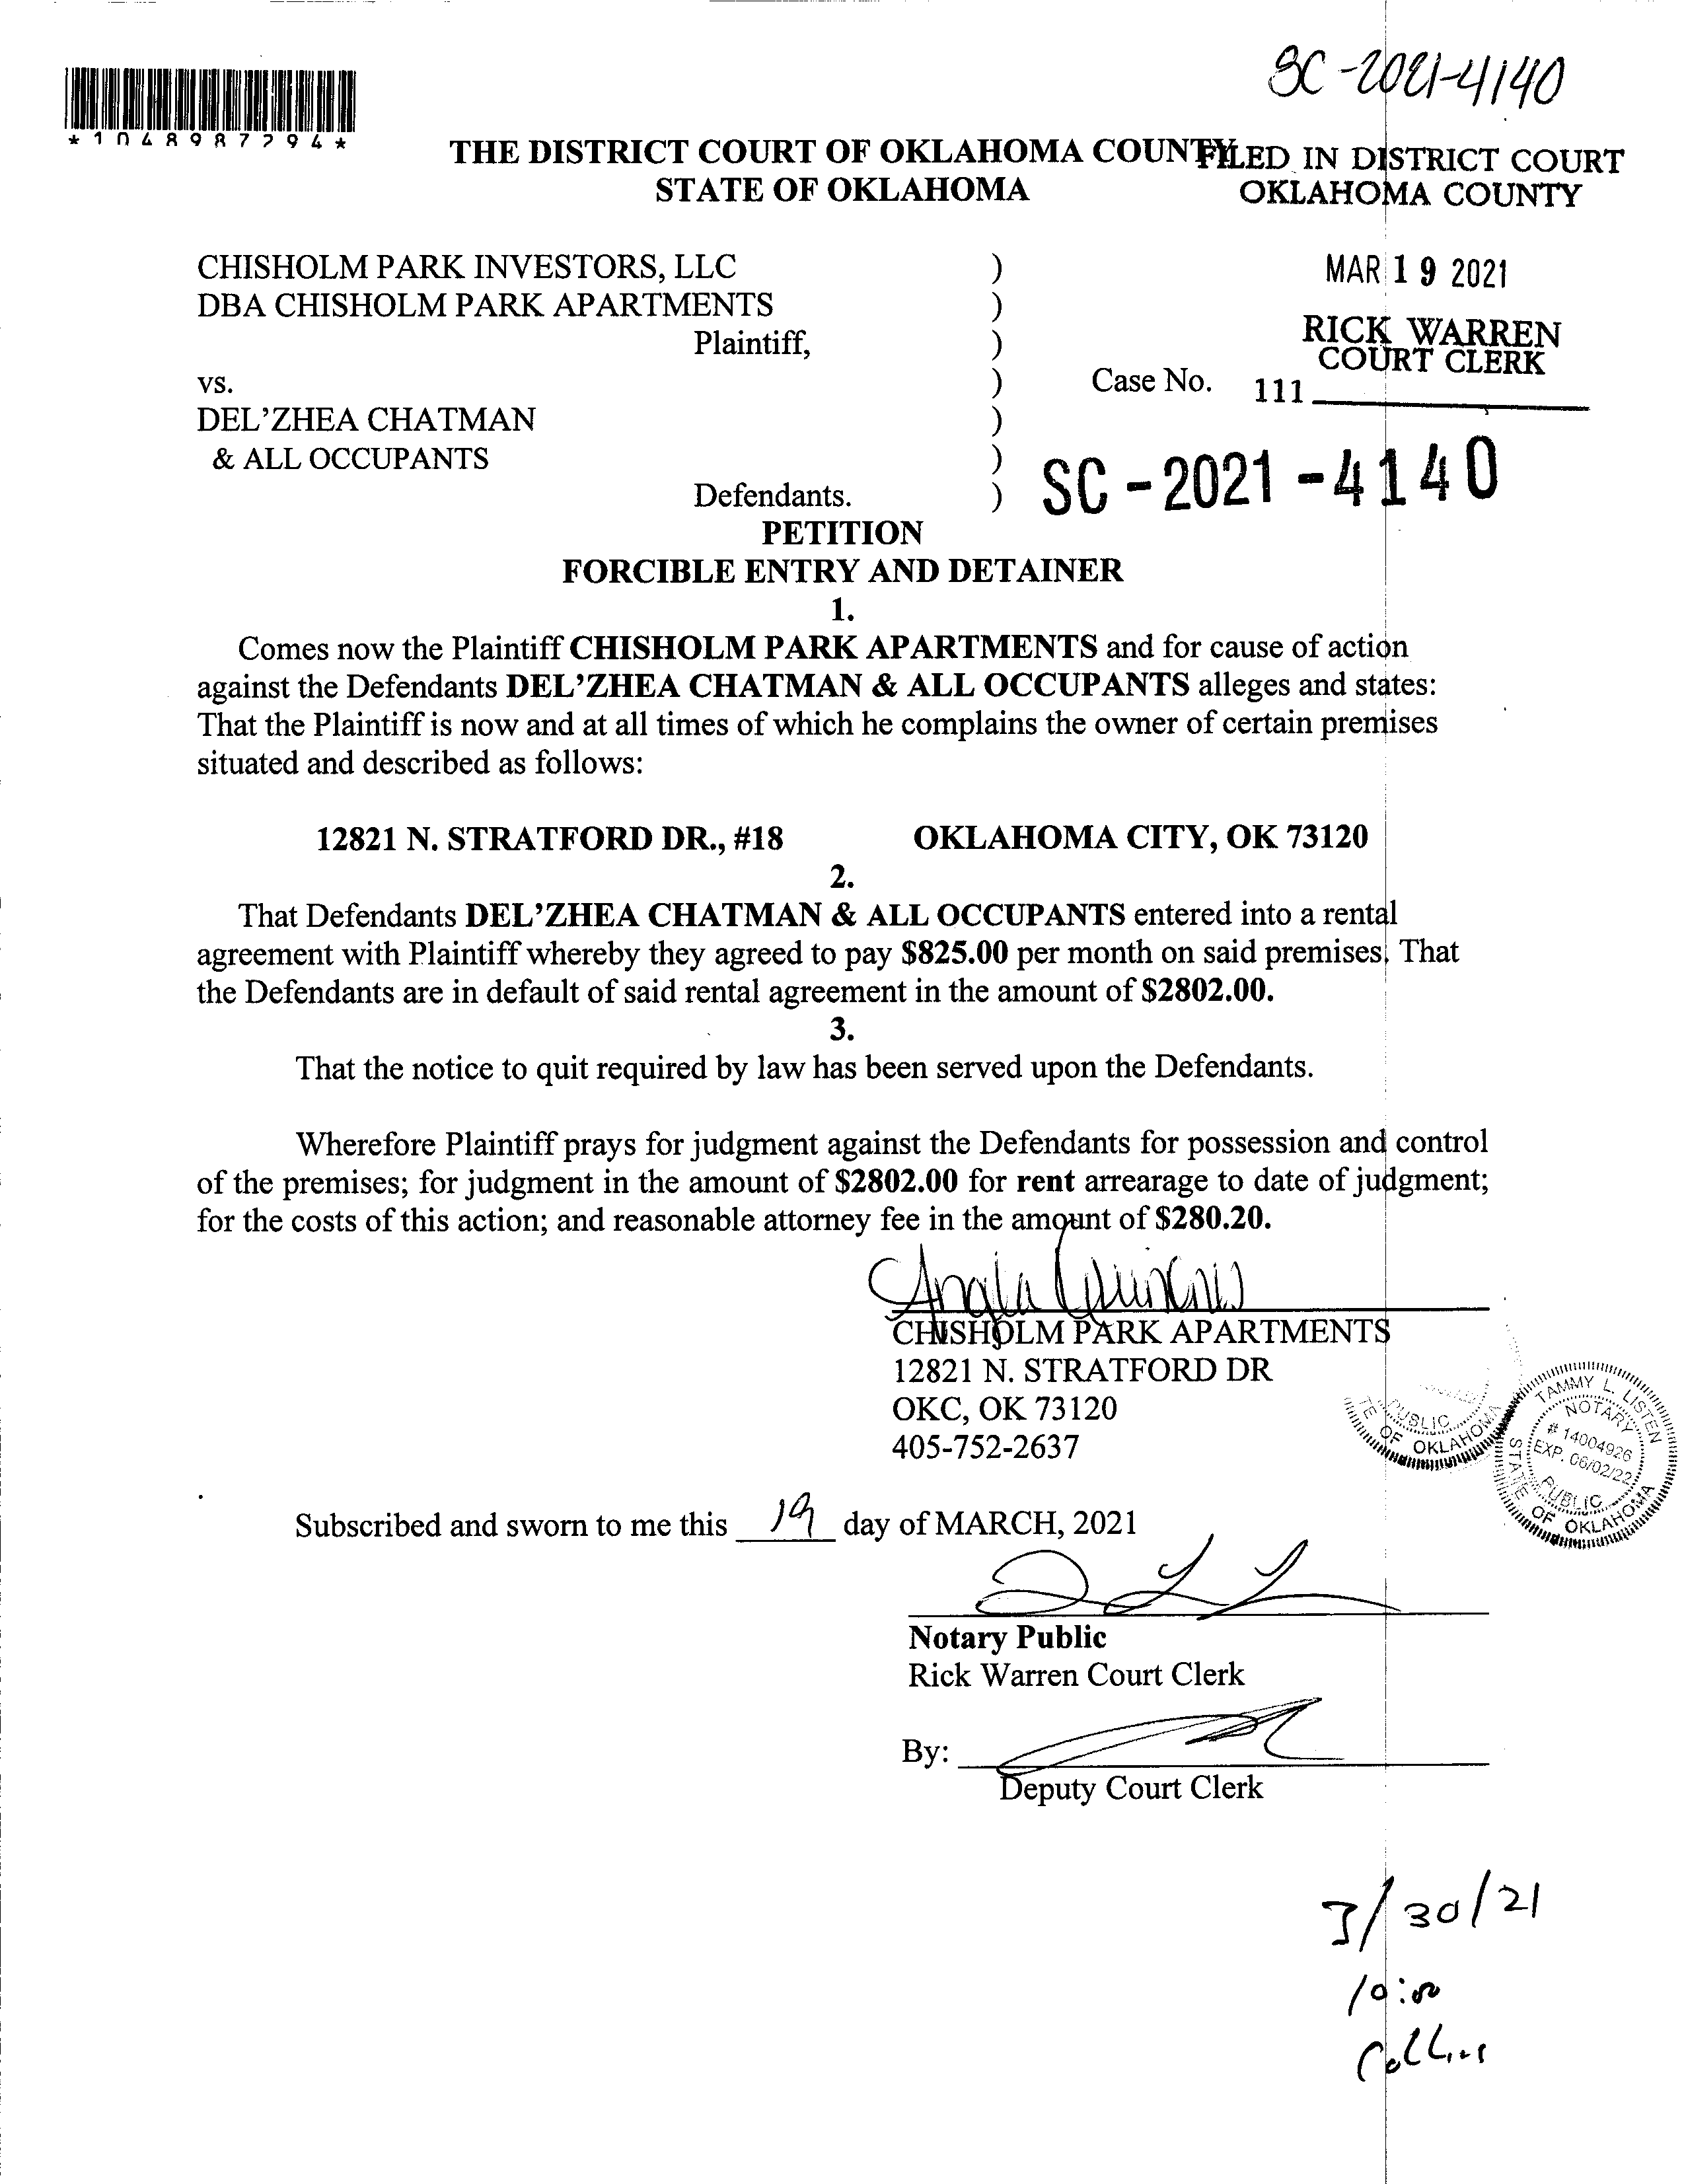 SC-2021-4140
*1048987294*
THE DISTRICT COURT OF OKLAHOMA COUNTY
STATE OF OKLAHOMA
FILED IN DISTRICT COURT
OKLAHOMA COUNTY
MAR 19 2021
RICK WARREN
COURT CLERK
111
CHISHOLM PARK INVESTORS, LLC )
DBA CHISHOLM PARK APARTMENTS )
Plaintiff, )
vs. ) Case No.
DEL'ZHEA CHATMAN )
& ALL OCCUPANTS )
Defendants. )
SC-2021-4140
PETITION
FORCIBLE ENTRY AND DETAINER
1.
Comes now the Plaintiff CHISHOLM PARK APARTMENTS and for cause of action
against the Defendants DEL'ZHEA CHATMAN & ALL OCCUPANTS alleges and states:
That the Plaintiff is now and at all times of which he complains the owner of certain premises
situated and described as follows:
12821 N. STRATFORD DR., #18 OKLAHOMA CITY, OK 73120
2.
That Defendants DEL'ZHEA CHATMAN & ALL OCCUPANTS entered into a rental
agreement with Plaintiff whereby they agreed to pay $825.00 per month on said premises. That
the Defendants are in default of said rental agreement in the amount of $2802.00.
3.
That the notice to quit required by law has been served upon the Defendants.
Wherefore Plaintiff prays for judgment against the Defendants for possession and control
of the premises; for judgment in the amount of $2802.00 for rent arrearage to date of judgment;
for the costs of this action; and reasonable attorney fee in the amount of $280.20.
CHISHOLM PARK APARTMENTS
12821 N. STRATFORD DR
OKC, OK 73120
405-752-2637
PUBLIC
OF OKLAHOMA
TAMMY L. LISTEN
NOTARY
# 14004926
EXP. 06/02/22
PUBLIC
STATE OF OKLAHOMA
Subscribed and sworn to me this 19 day of MARCH, 2021
Notary Public
Rick Warren Court Clerk
By:
Deputy Court Clerk
3/30/21
10:00
Collins